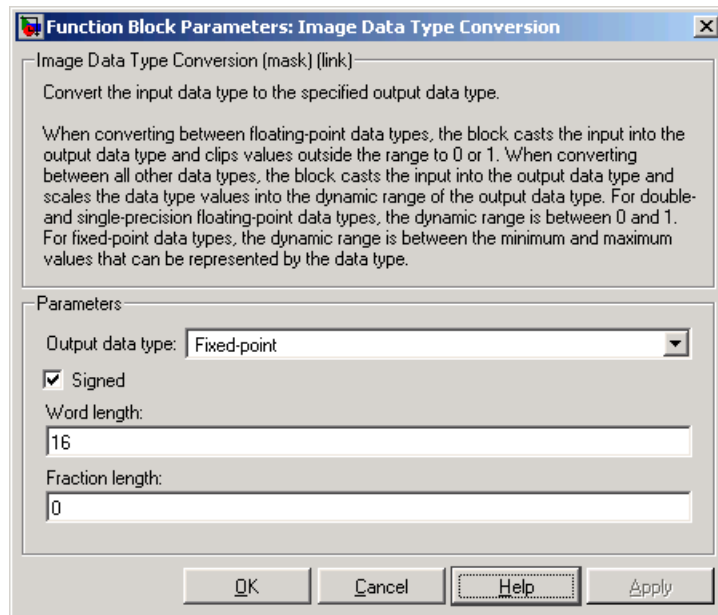 Function Block Parameters: Image Data Type Conversion
Image Data Type Conversion (mask) (link)
Convert the input data type to the specified output data type.
When converting between floating-point data types, the block casts the input into the
output data type and clips values outside the range to 0 or 1. When converting
between all other data types, the block casts the input into the output data type and
scales the data type values into the dynamic range of the output data type. For double-
and single-precision floating-point data types, the dynamic range is between 0 and 1.
For fixed-point data types, the dynamic range is between the minimum and maximum
values that can be represented by the data type.
Parameters
Output data type: Fixed-point
Signed
Word length:
16
Fraction length:
0
OK Cancel Help Apply